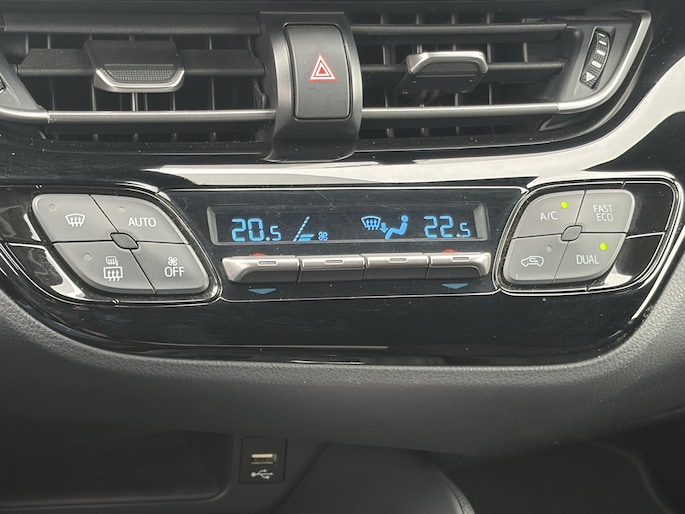 AUTO
OFF
20.5
22.5
A/C
FAST
ECO
DUAL